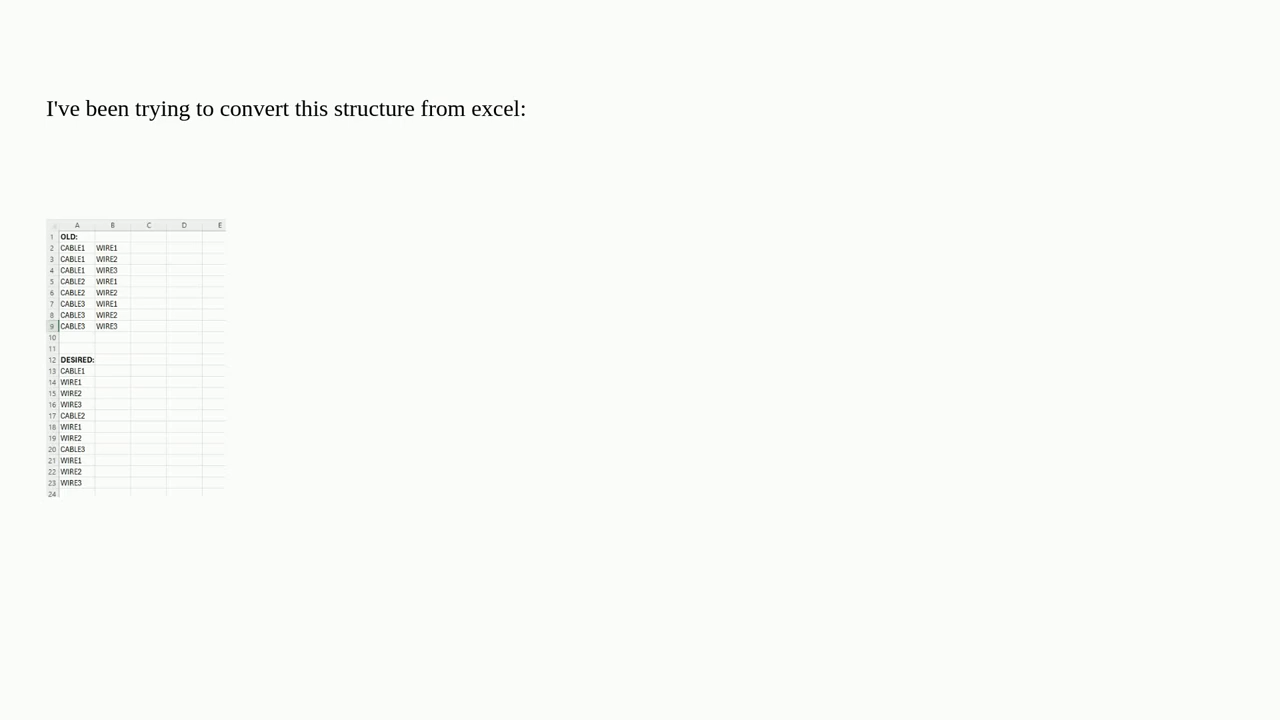 I've been trying to convert this structure from excel:
A B C D E
1 OLD:
2 CABLE1 WIRE1
3 CABLE1 WIRE2
4 CABLE1 WIRE3
5 CABLE2 WIRE1
6 CABLE2 WIRE2
7 CABLE3 WIRE1
8 CABLE3 WIRE2
9 CABLE3 WIRE3
10
11
12 DESIRED:
13 CABLE1
14 WIRE1
15 WIRE2
16 WIRE3
17 CABLE2
18 WIRE1
19 WIRE2
20 CABLE3
21 WIRE1
22 WIRE2
23 WIRE3
24